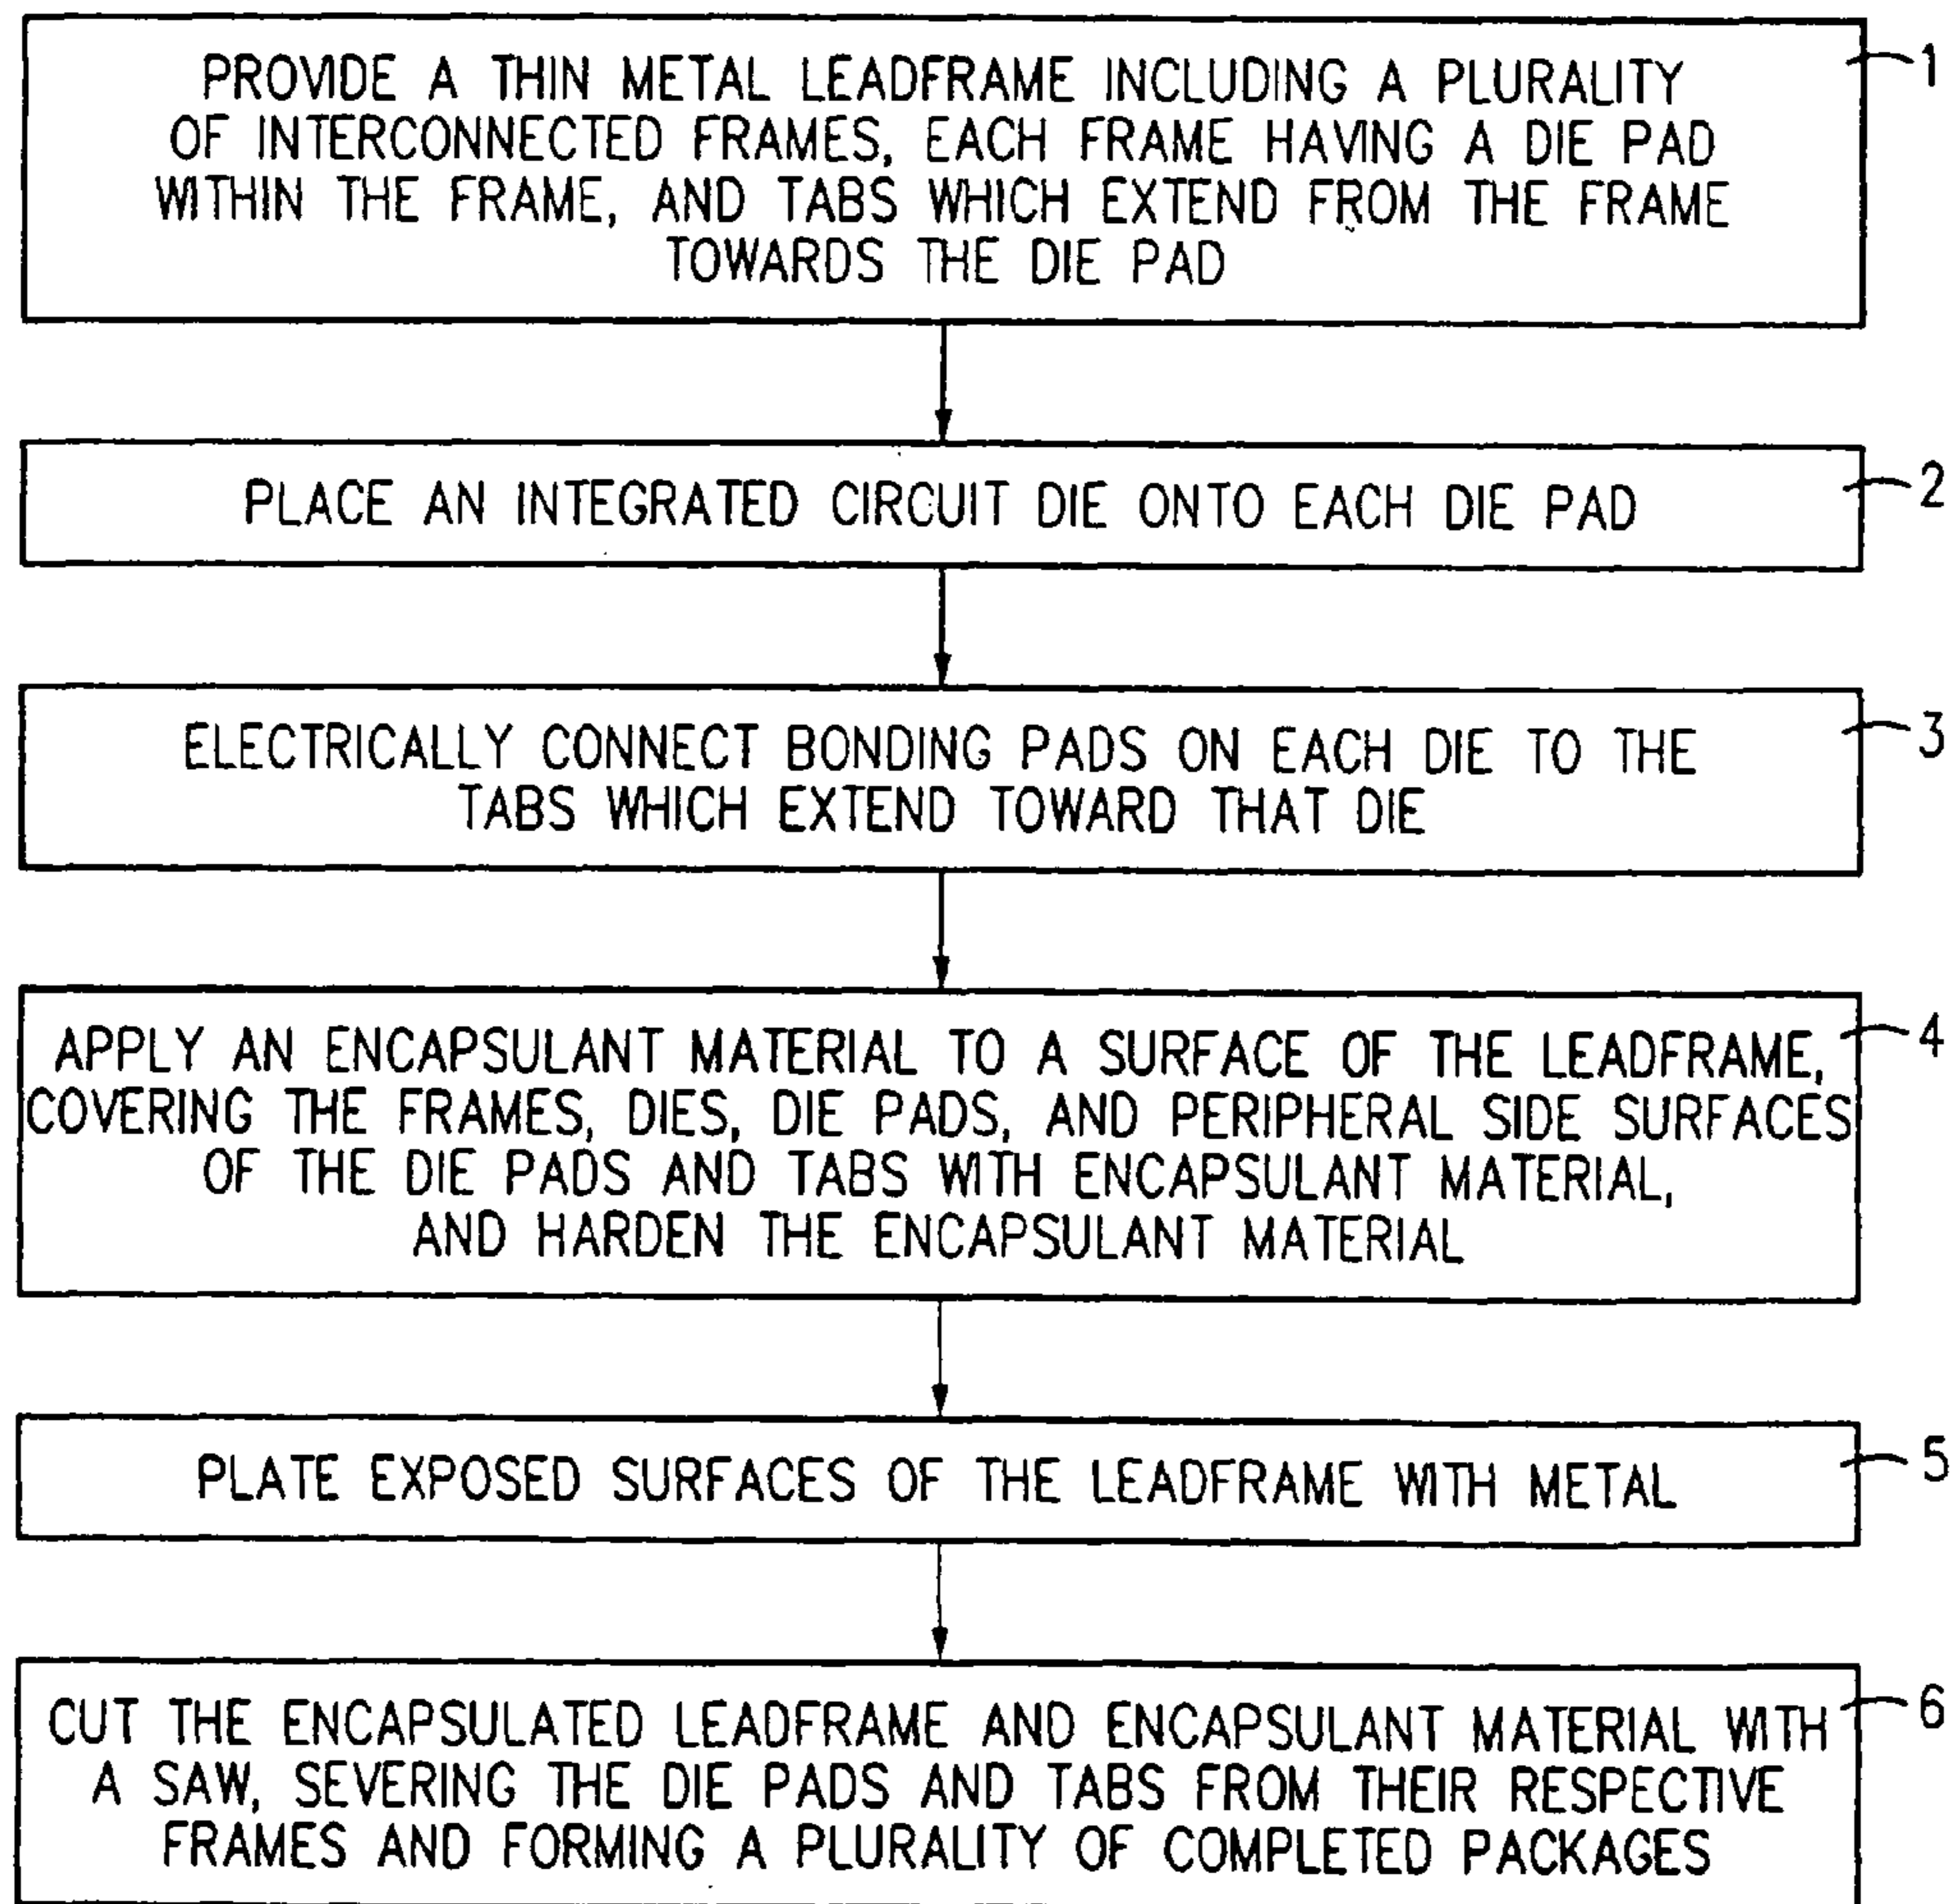 PROVIDE A THIN METAL LEADFRAME INCLUDING A PLURALITY
OF INTERCONNECTED FRAMES, EACH FRAME HAVING A DIE PAD
WITHIN THE FRAME, AND TABS WHICH EXTEND FROM THE FRAME
TOWARDS THE DIE PAD
1
PLACE AN INTEGRATED CIRCUIT DIE ONTO EACH DIE PAD
2
ELECTRICALLY CONNECT BONDING PADS ON EACH DIE TO THE
TABS WHICH EXTEND TOWARD THAT DIE
3
APPLY AN ENCAPSULANT MATERIAL TO A SURFACE OF THE LEADFRAME,
COVERING THE FRAMES, DIES, DIE PADS, AND PERIPHERAL SIDE SURFACES
OF THE DIE PADS AND TABS WITH ENCAPSULANT MATERIAL,
AND HARDEN THE ENCAPSULANT MATERIAL
4
PLATE EXPOSED SURFACES OF THE LEADFRAME WITH METAL
5
CUT THE ENCAPSULATED LEADFRAME AND ENCAPSULANT MATERIAL WITH
A SAW, SEVERING THE DIE PADS AND TABS FROM THEIR RESPECTIVE
FRAMES AND FORMING A PLURALITY OF COMPLETED PACKAGES
6